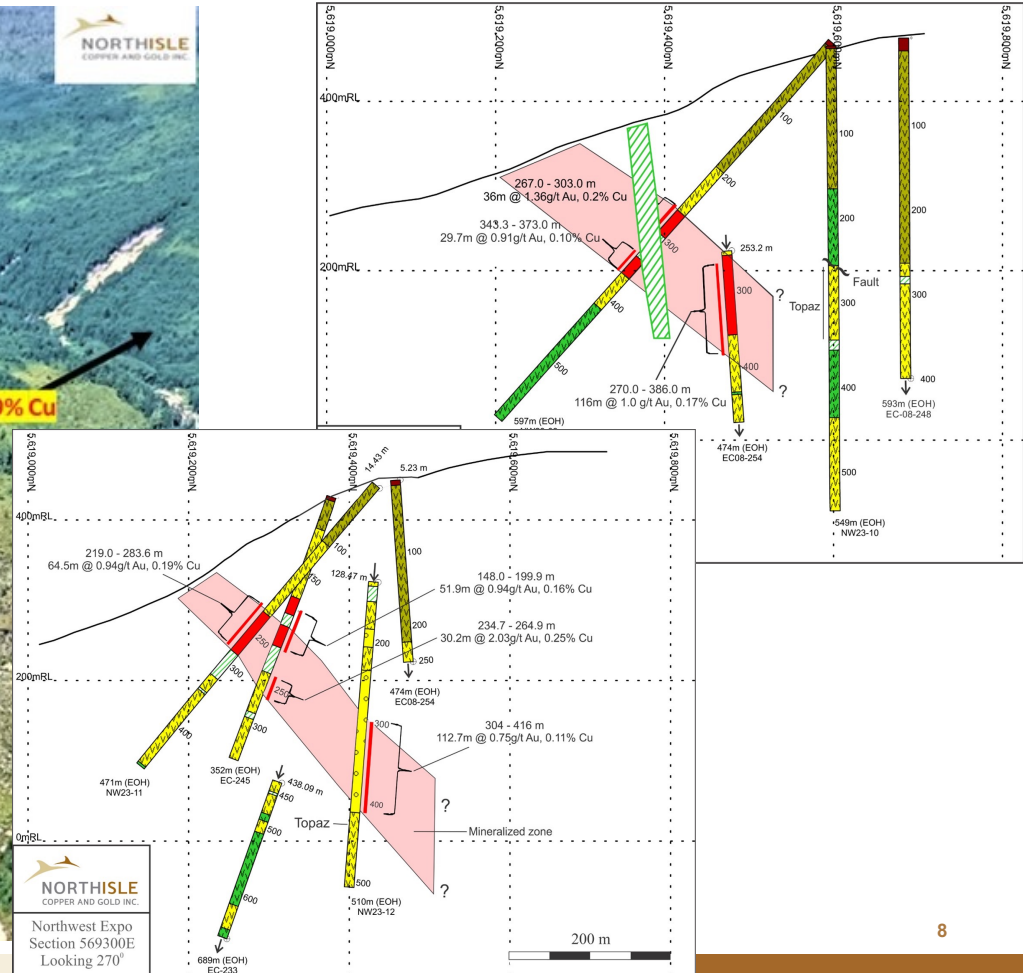 NORTHISLE
COPPER AND GOLD INC.
% Cu
5,619,000mN
5,619,200mN
5,619,400mN
5,619,800mN
400mRL
200mRL
100
200
300
400
500
267.0 - 303.0 m
36m @ 1.36g/t Au, 0.2% Cu
343.3 - 373.0 m
29.7m @ 0.91g/t Au, 0.10% Cu
253.2 m
300
400
?
?
270.0 - 386.0 m
116m @ 1.0 g/t Au, 0.17% Cu
Topaz
Fault
100
200
300
400
500
100
200
300
400
597m (EOH)
474m (EOH)
EC08-254
549m (EOH)
NW23-10
593m (EOH)
EC-08-248
5,619,000mN
5,619,200mN
5,619,400mN
5,619,600mN
5,619,800mN
14.43 m
5.23 m
400mRL
200mRL
0mRL
219.0 - 283.6 m
64.5m @ 0.94g/t Au, 0.19% Cu
128.47 m
148.0 - 199.9 m
51.9m @ 0.94g/t Au, 0.16% Cu
234.7 - 264.9 m
30.2m @ 2.03g/t Au, 0.25% Cu
304 - 416 m
112.7m @ 0.75g/t Au, 0.11% Cu
100
250
300
400
250
300
200
300
400
500
100
200
250
471m (EOH)
NW23-11
352m (EOH)
EC-245
474m (EOH)
EC08-254
438.09 m
450
500
600
Topaz
Mineralized zone
?
?
510m (EOH)
NW23-12
689m (EOH)
EC-233
NORTHISLE
COPPER AND GOLD INC.
Northwest Expo
Section 569300E
Looking 270⁰
200 m
8